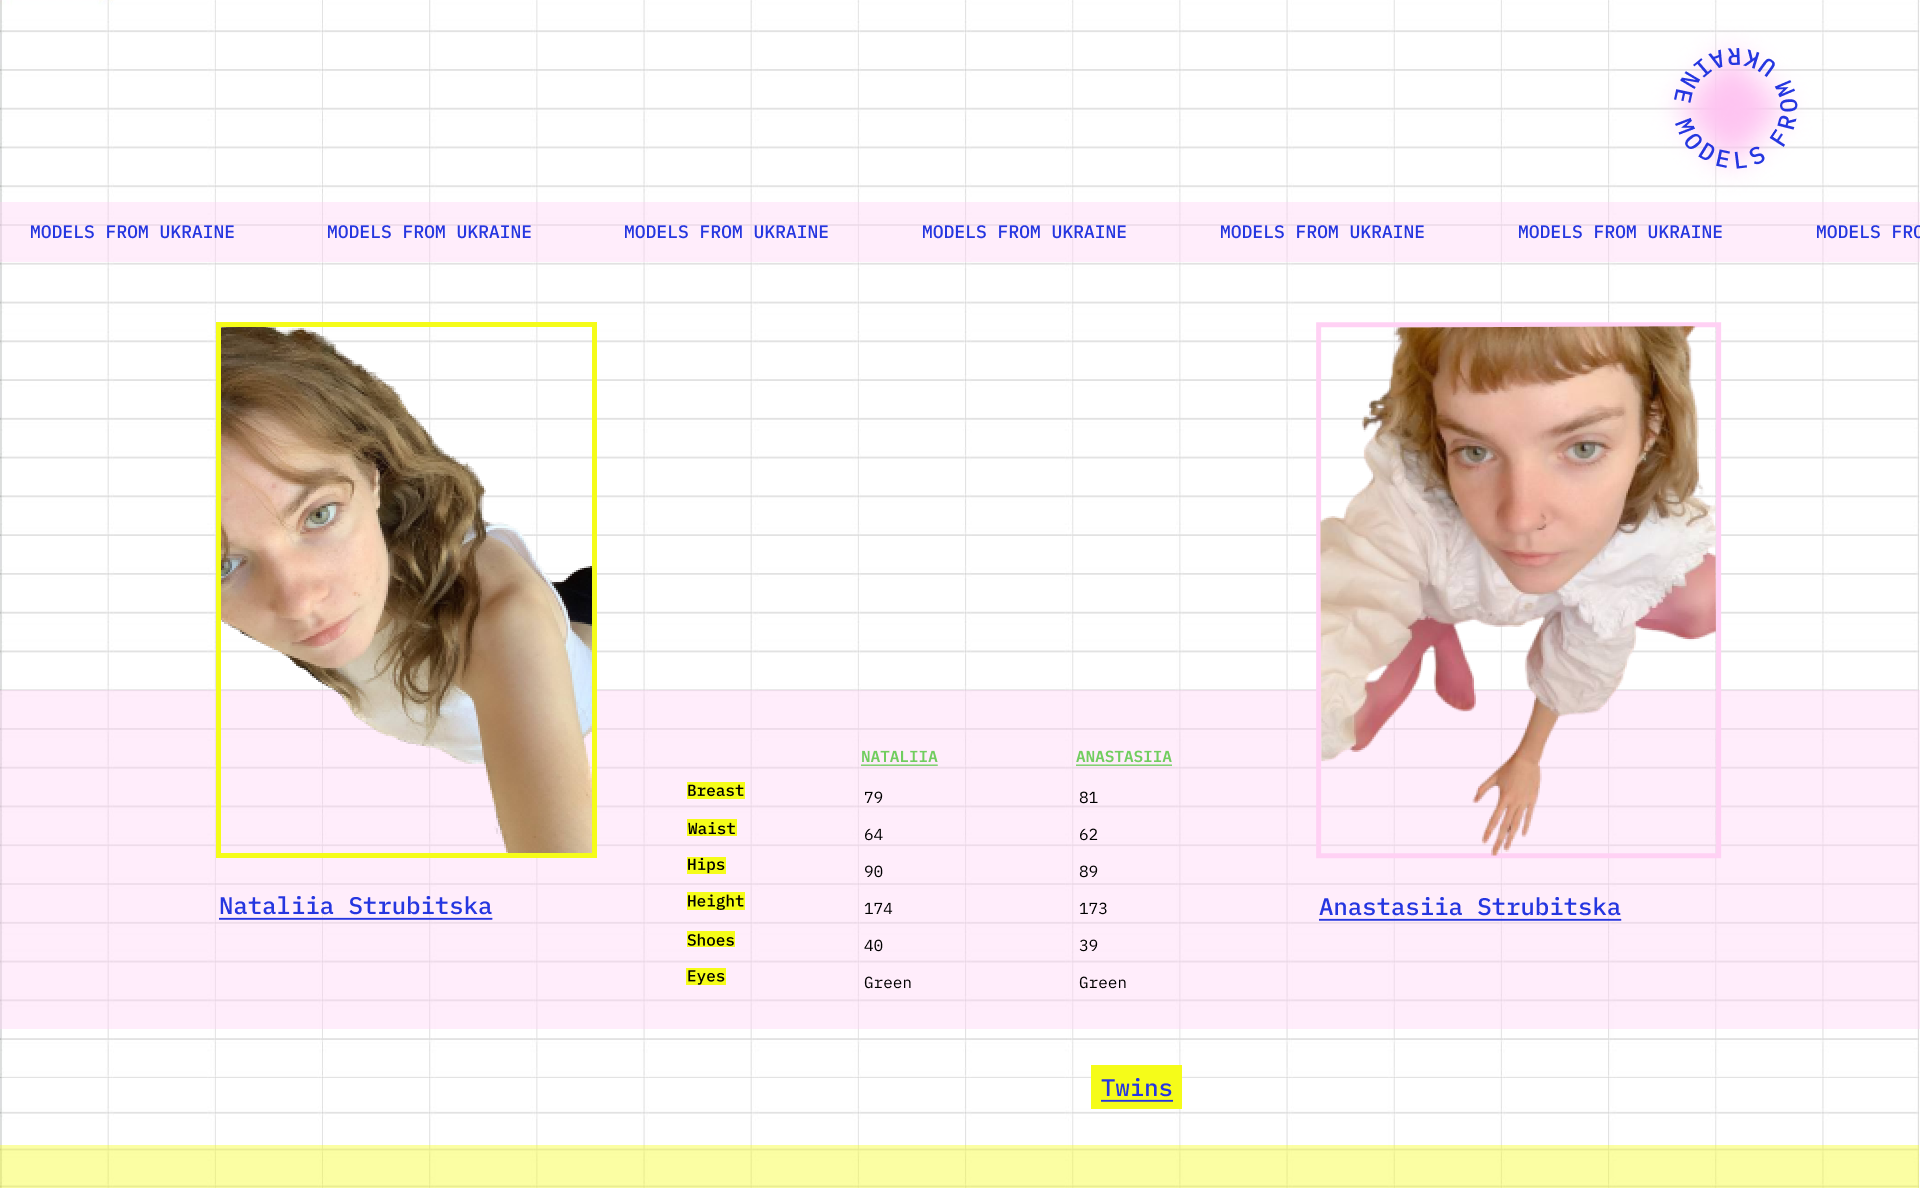 MODELS FROM UKRAINE
MODELS FROM UKRAINE MODELS FROM UKRAINE MODELS FROM UKRAINE MODELS FROM UKRAINE MODELS FROM UKRAINE MODELS FROM UKRAINE MODELS FRO
NATALIIA ANASTASIIA
Breast 79 81
Waist 64 62
Hips 90 89
Height 174 173
Shoes 40 39
Eyes Green Green
Nataliia Strubitska
Anastasiia Strubitska
Twins